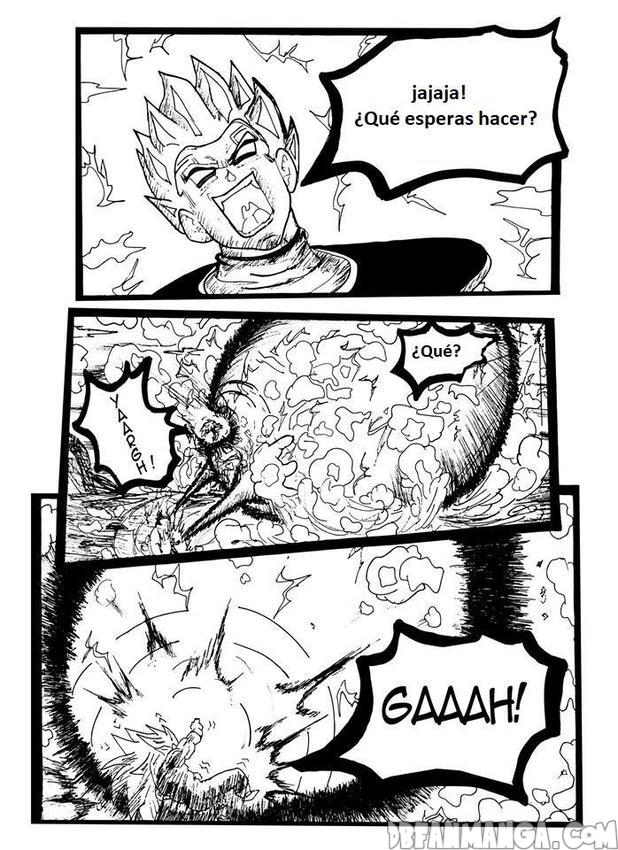 jajaja!
¿Qué esperas hacer?
¿Qué?
YAARGH!
GAAAH!
DBFANMANGA.COM